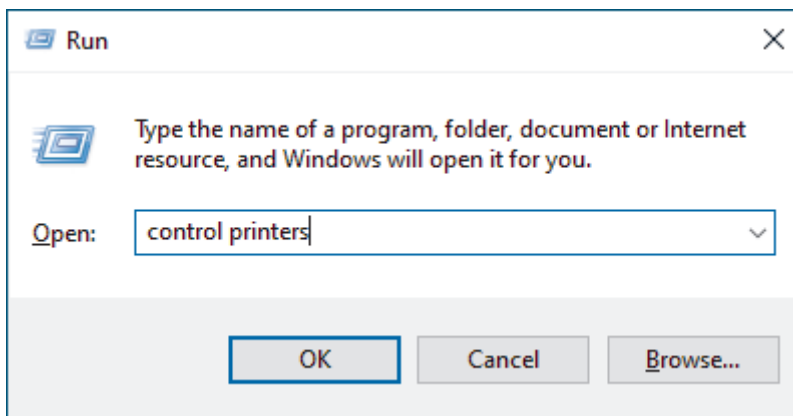 Run
Type the name of a program, folder, document or Internet
resource, and Windows will open it for you.
Open: control printers
OK Cancel Browse...